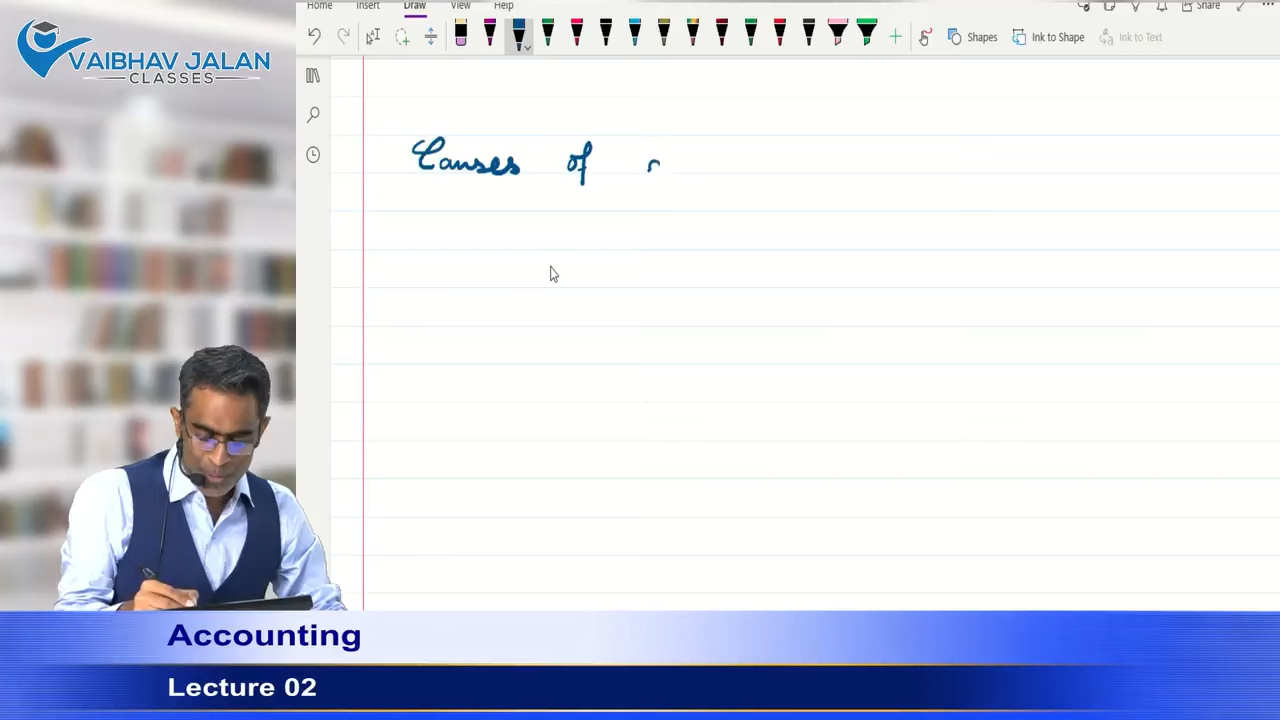 Home Insert Draw View Help Share
VAIBHAV JALAN
CLASSES
Shapes Ink to Shape Ink to Text
Causes of
Accounting
Lecture 02